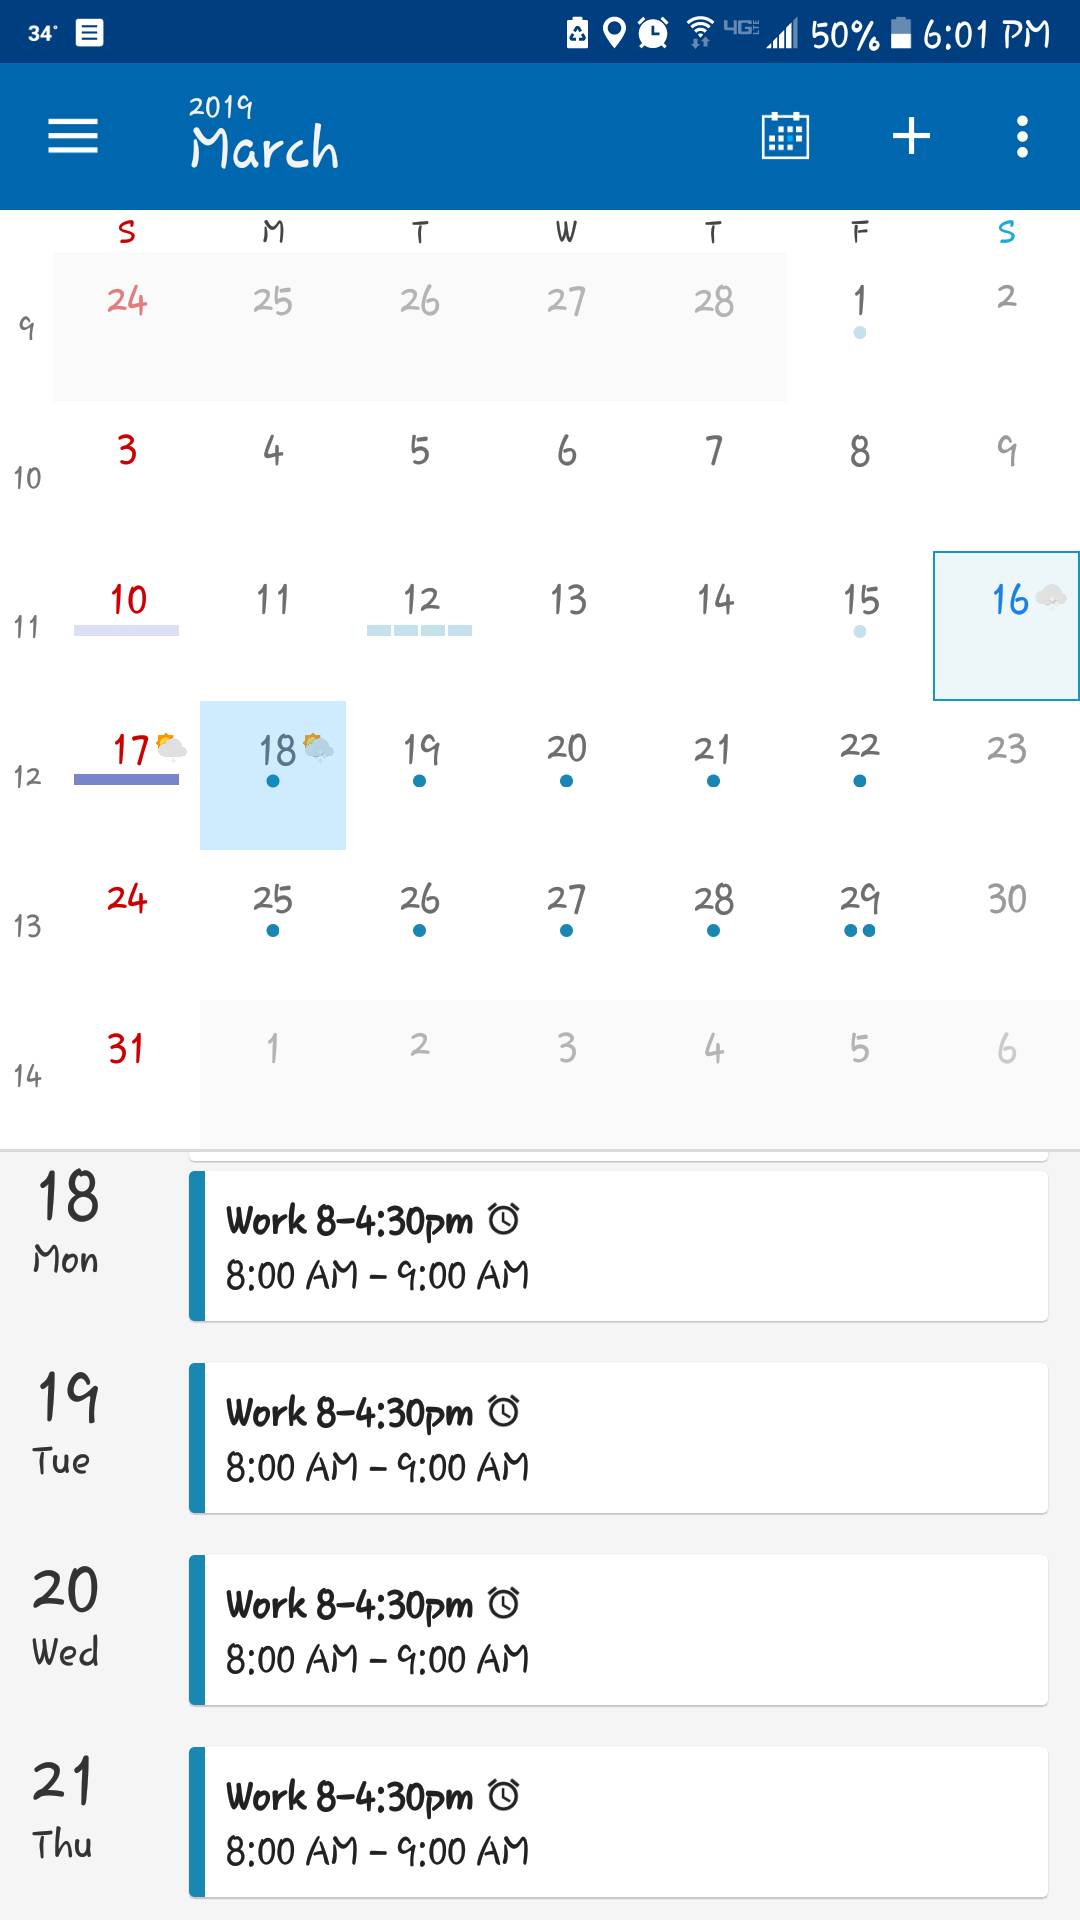 34° 50% 6:01 PM
2019
March
S M T W T F S
9 24 25 26 27 28 1 2
10 3 4 5 6 7 8 9
11 10 11 12 13 14 15 16
12 17 18 19 20 21 22 23
13 24 25 26 27 28 29 30
14 31 1 2 3 4 5 6
18
Mon
Work 8-4:30pm
8:00 AM - 9:00 AM
19
Tue
Work 8-4:30pm
8:00 AM - 9:00 AM
20
Wed
Work 8-4:30pm
8:00 AM - 9:00 AM
21
Thu
Work 8-4:30pm
8:00 AM - 9:00 AM